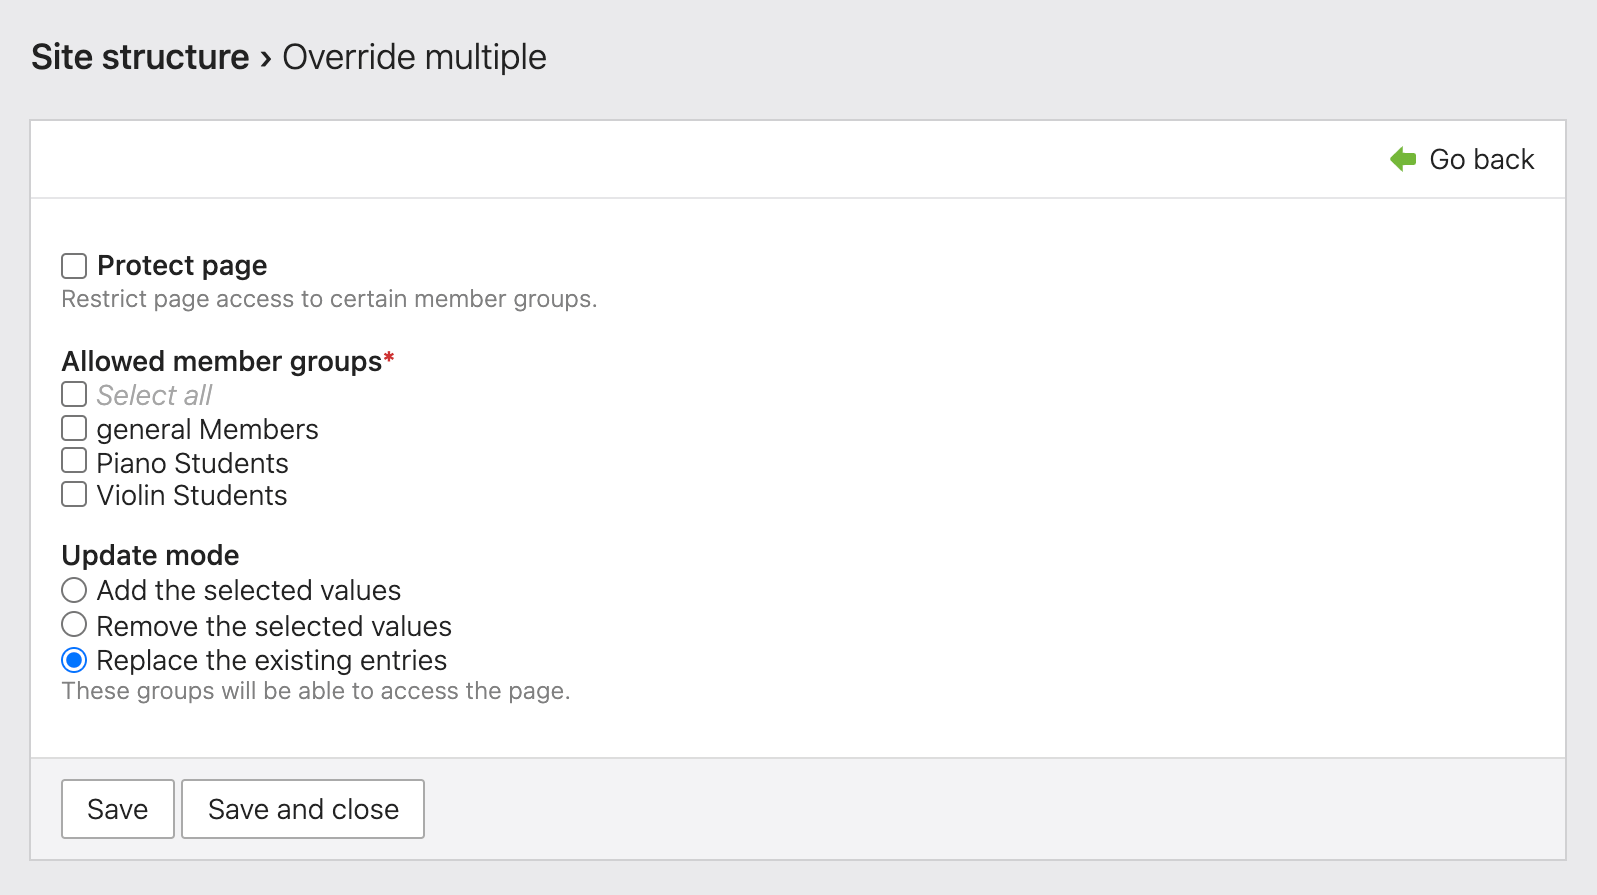 Site structure › Override multiple
Go back
Protect page
Restrict page access to certain member groups.
Allowed member groups*
Select all
general Members
Piano Students
Violin Students
Update mode
Add the selected values
Remove the selected values
Replace the existing entries
These groups will be able to access the page.
Save Save and close